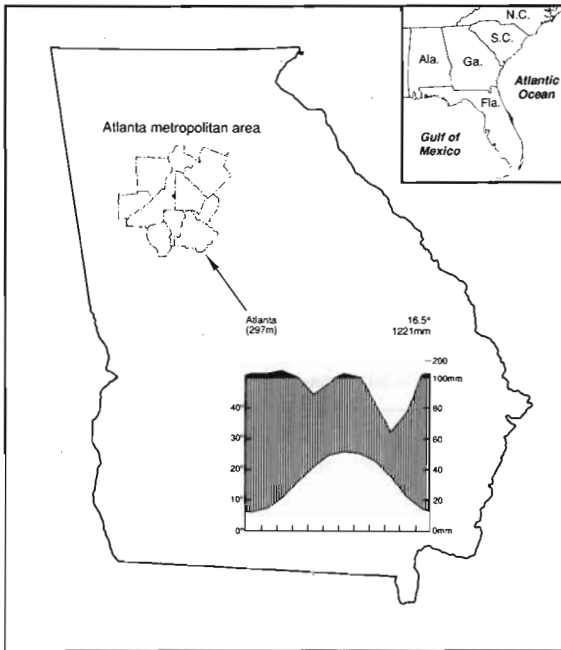 N.C.
S.C.
Ala.
Ga.
Atlantic
Ocean
Fla.
Gulf of
Mexico
Atlanta metropolitan area
Atlanta
(297m)
16.5°
1221mm
200
100mm
40° 80
30° 60
20° 40
10° 20
0° 0mm